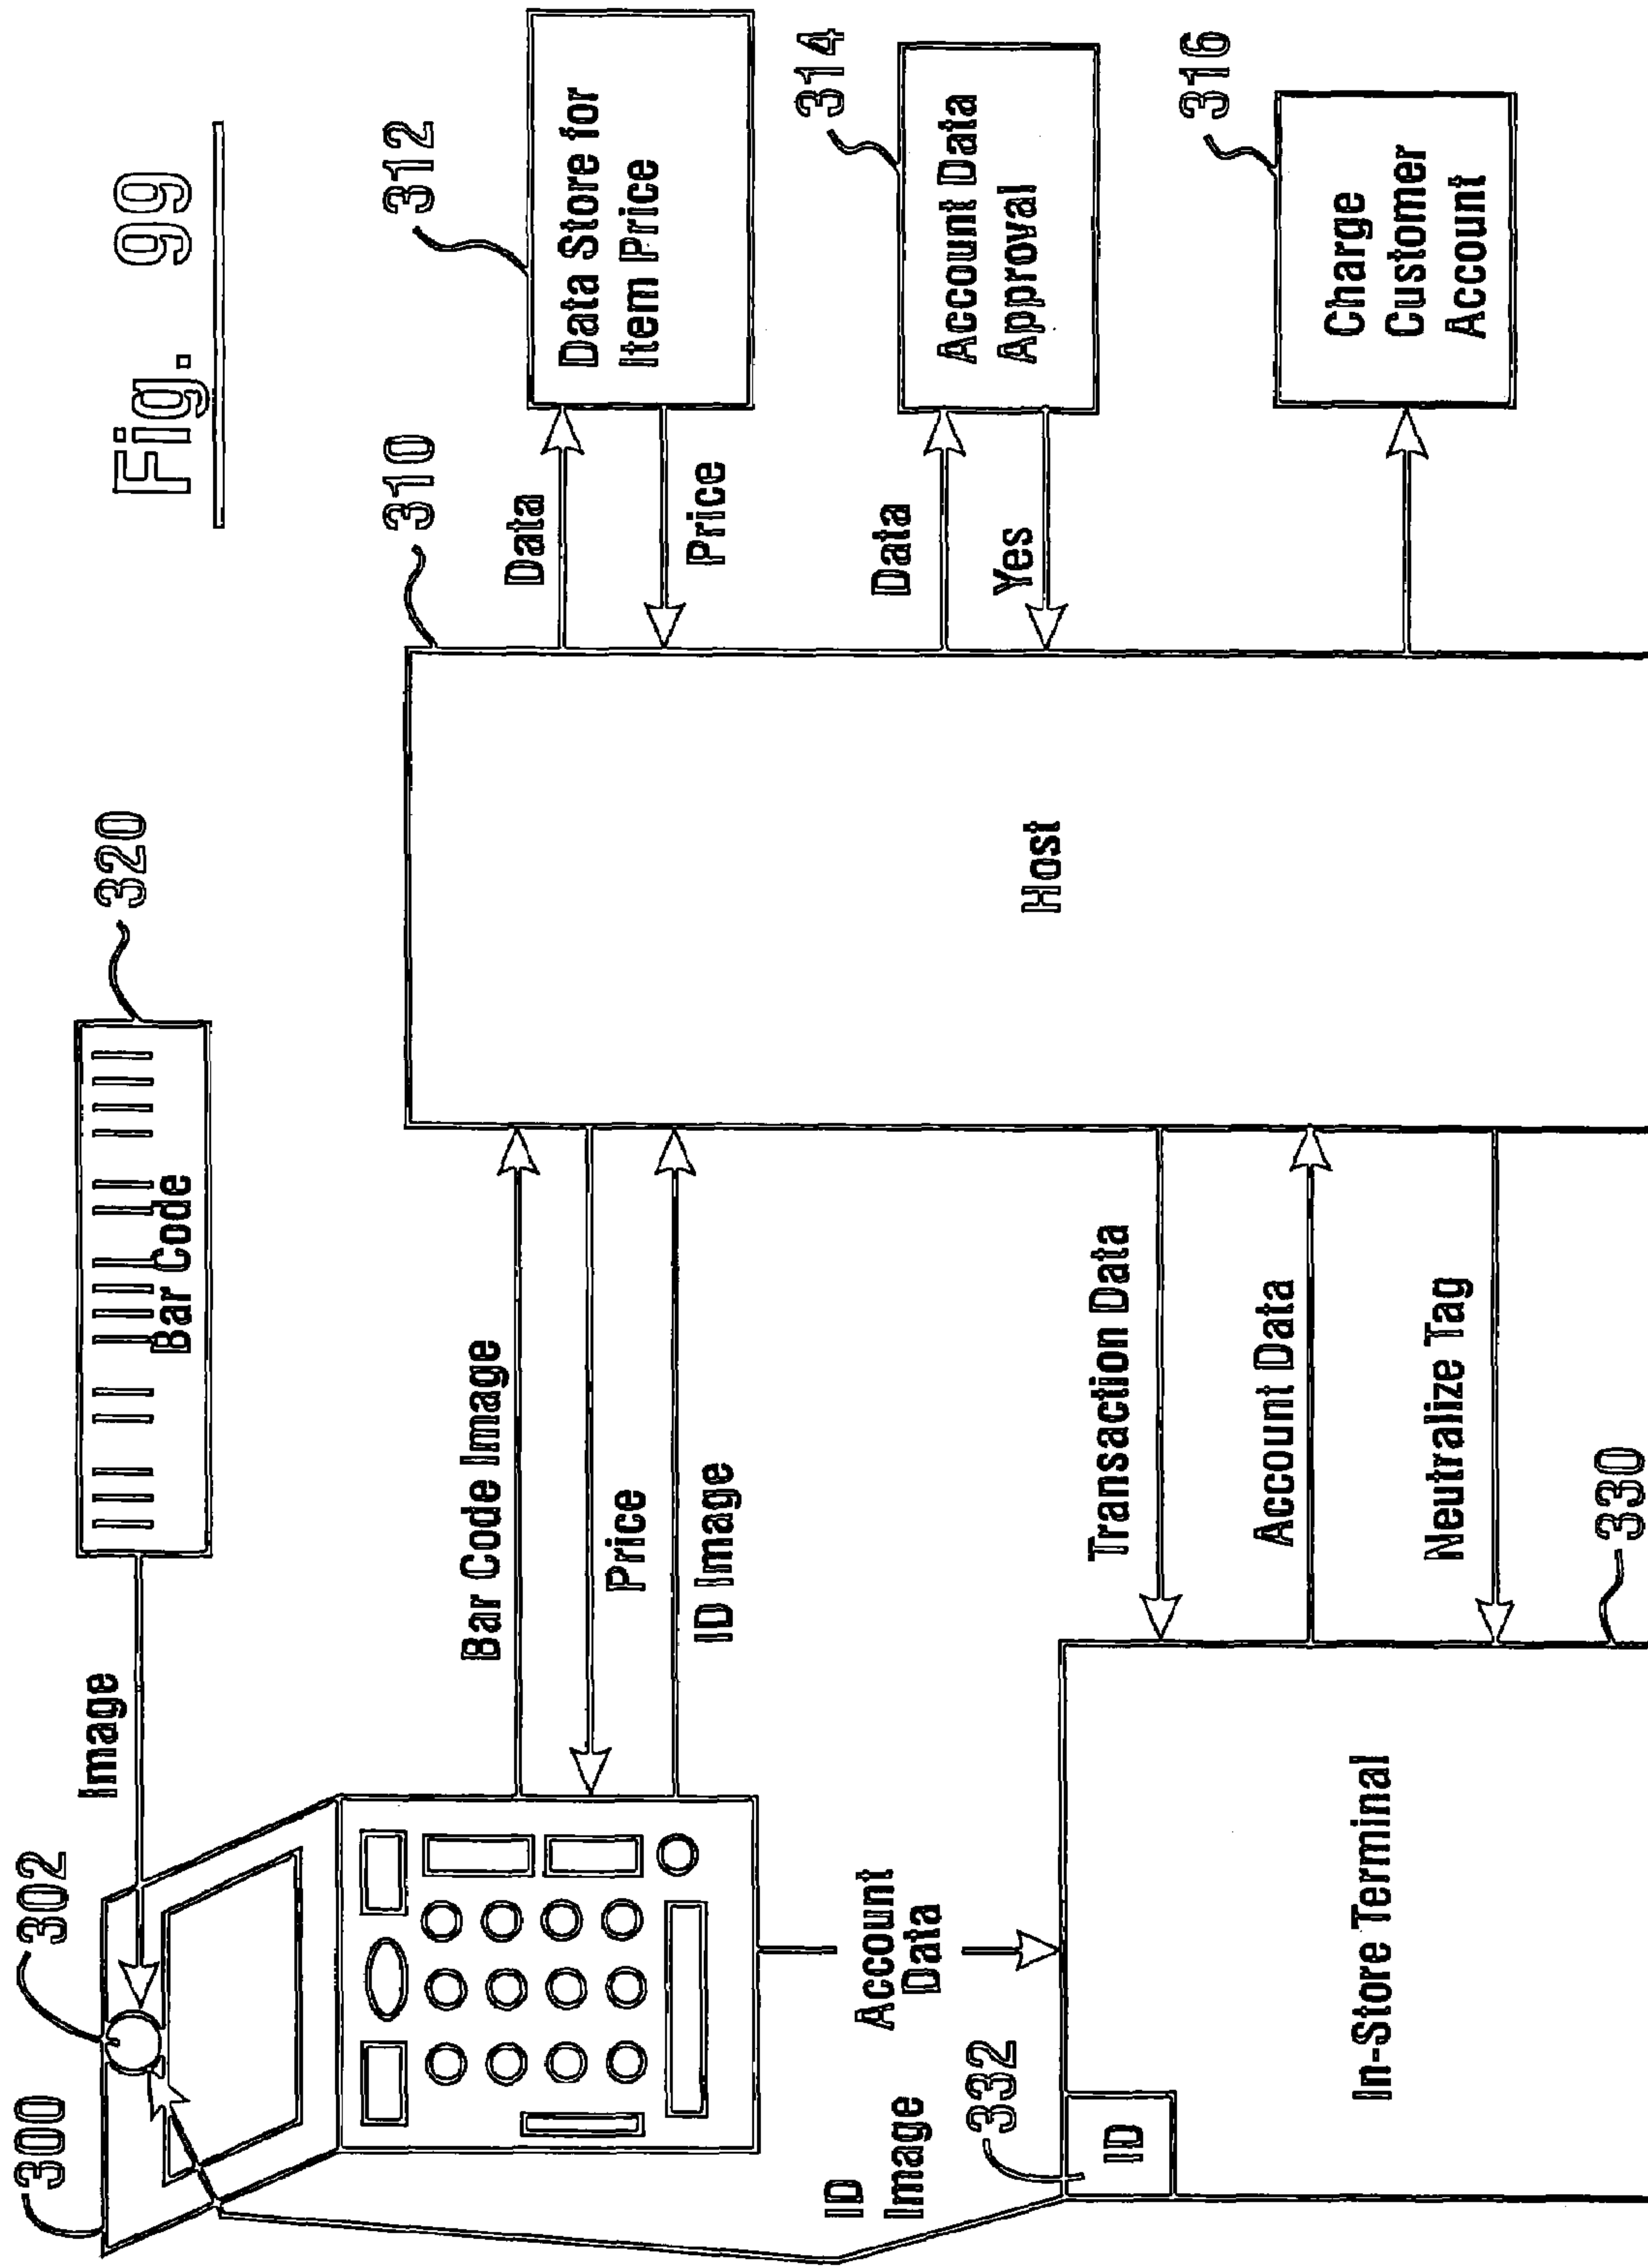 Fig. 99
300
302
Image
Bar Code
320
Bar Code Image
Price
ID Image
310
Host
Data
Price
312
Data Store for
Item Price
Data
Yes
314
Account Data
Approval
316
Charge
Customer
Account
ID
Image
Account
Data
332
ID
In-Store Terminal
330
Transaction Data
Account Data
Neutralize Tag